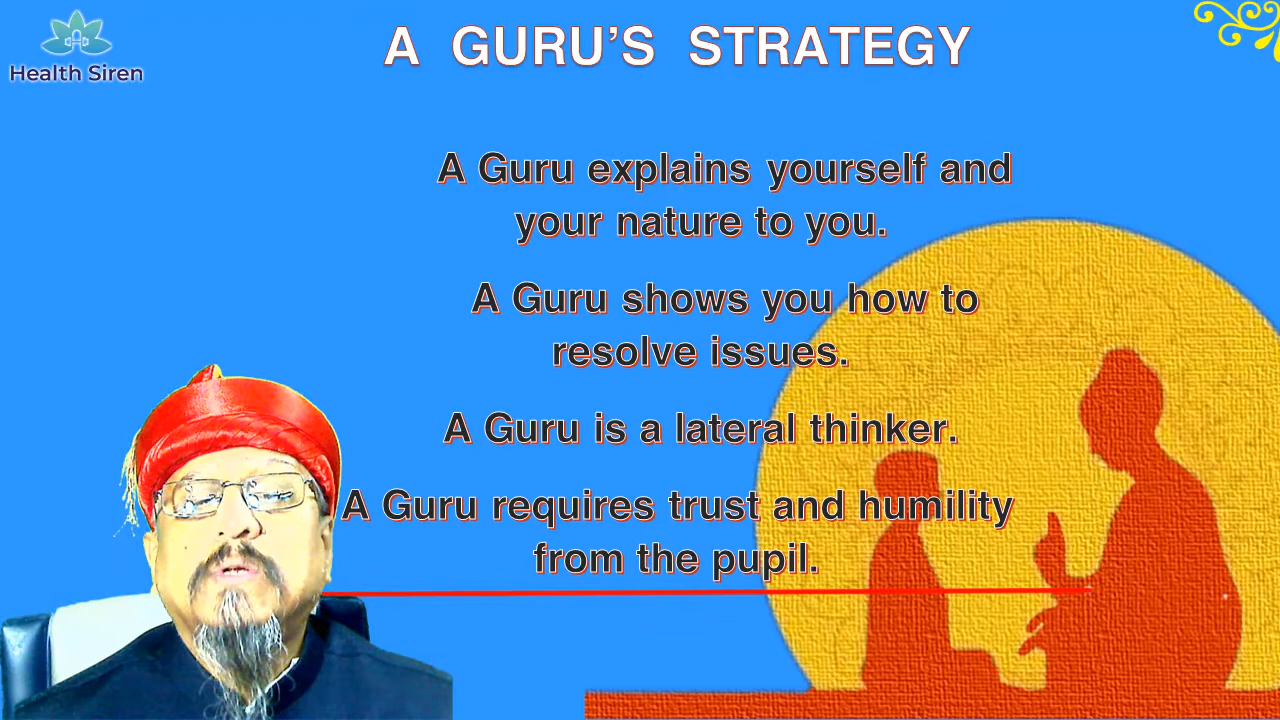 Health Siren
A GURU’S STRATEGY
A Guru explains yourself and
your nature to you.
A Guru shows you how to
resolve issues.
A Guru is a lateral thinker.
A Guru requires trust and humility
from the pupil.